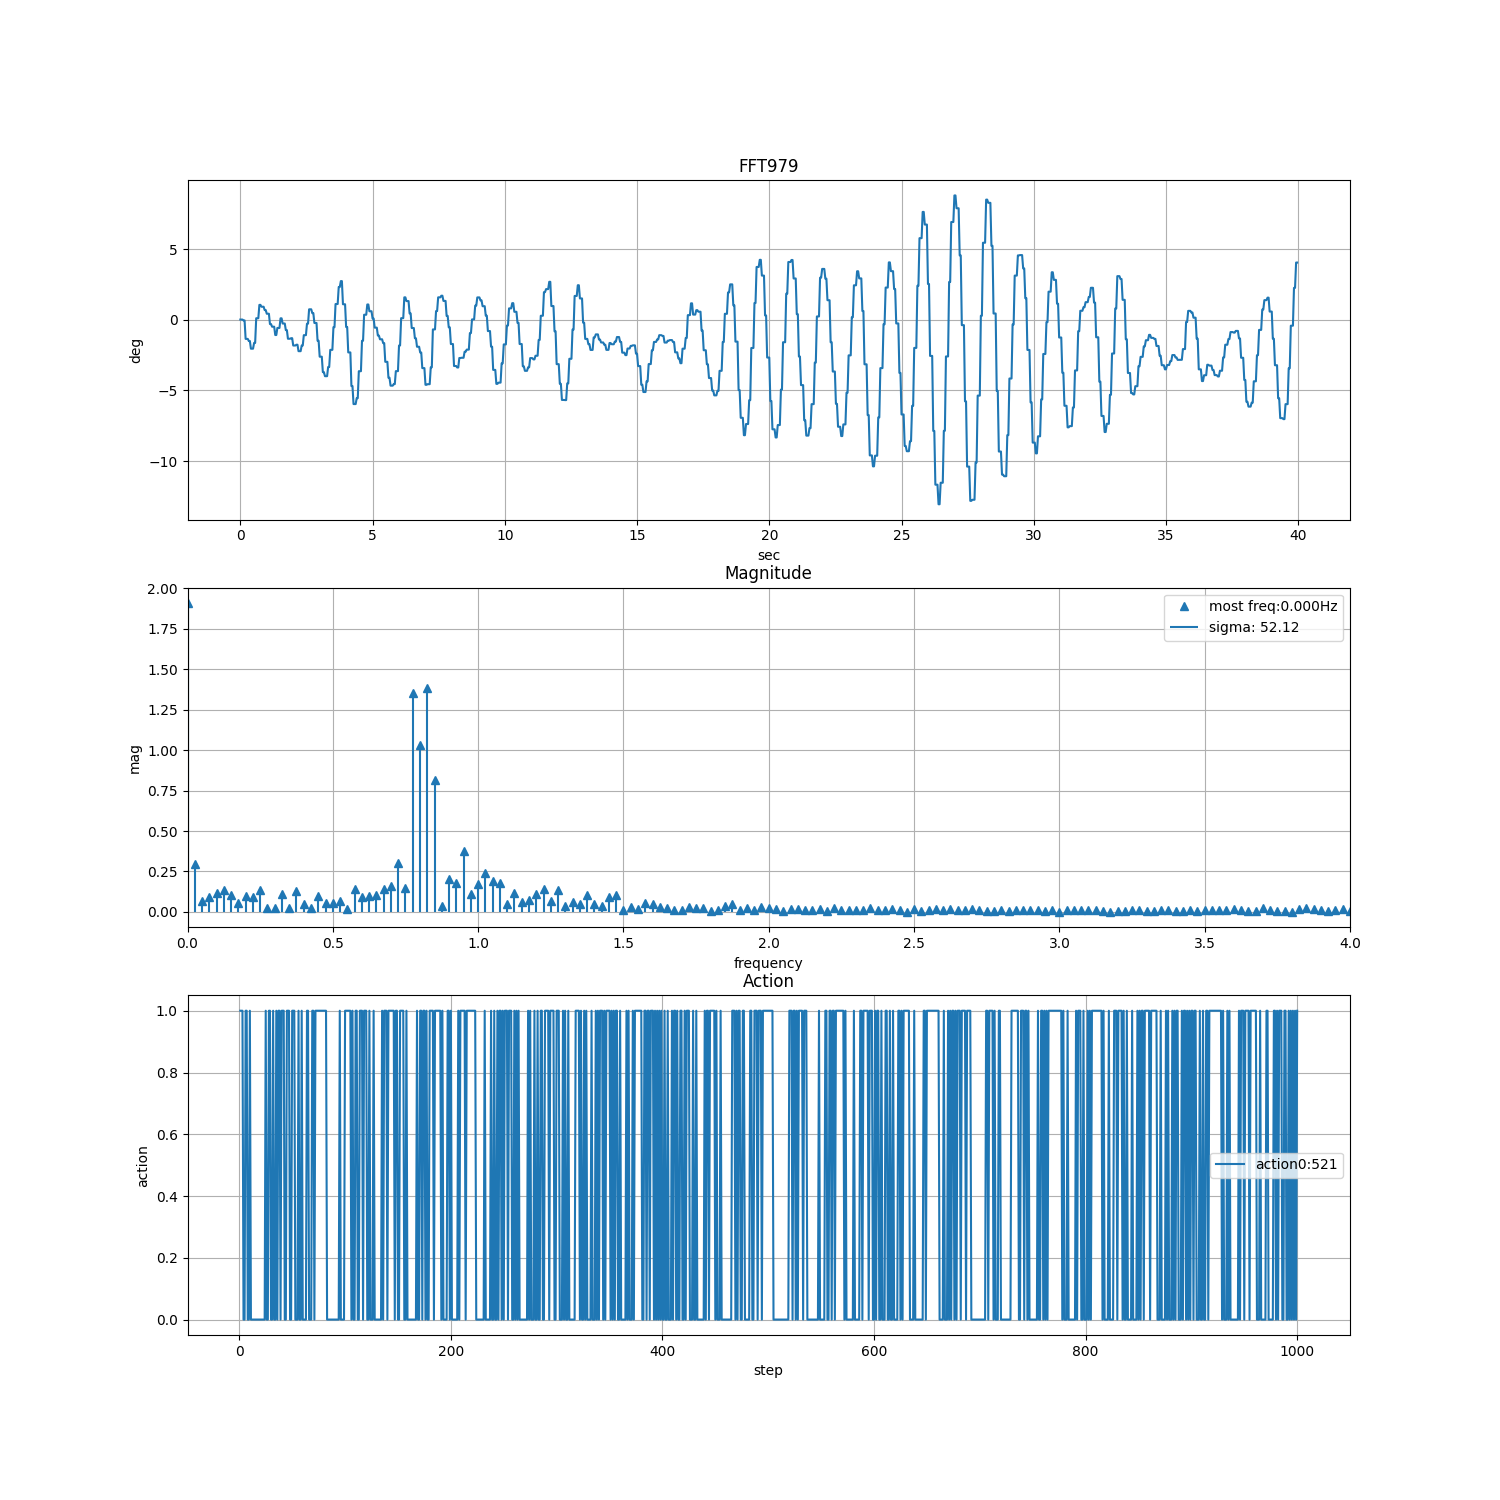 FFT979
deg
5
0
−5
−10
0 5 10 15 20 25 30 35 40
sec
Magnitude
mag
2.00
1.75
1.50
1.25
1.00
0.75
0.50
0.25
0.00
most freq:0.000Hz
sigma: 52.12
0.0 0.5 1.0 1.5 2.0 2.5 3.0 3.5 4.0
frequency
Action
action
1.0
0.8
0.6
0.4
0.2
0.0
action0:521
0 200 400 600 800 1000
step